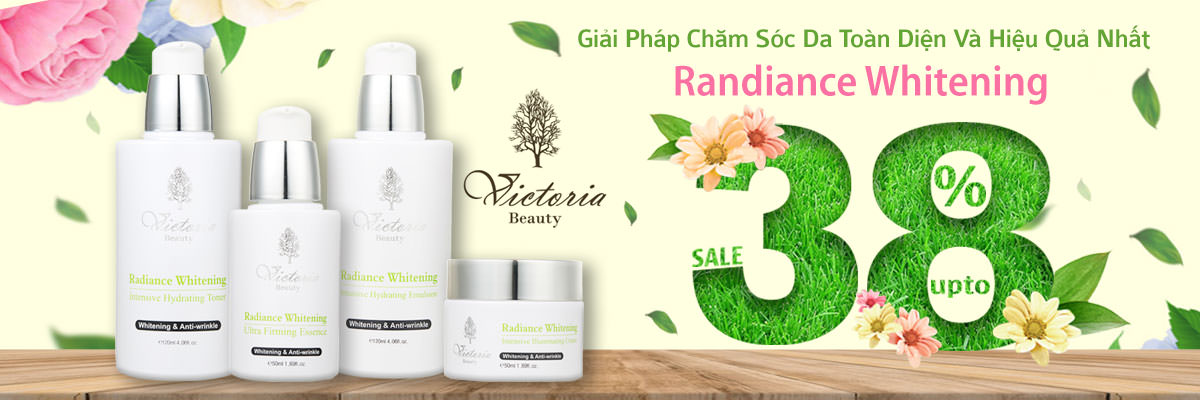 Giải Pháp Chăm Sóc Da Toàn Diện Và Hiệu Quả Nhất
Randiance Whitening
SALE
38
%
upto
Victoria
Beauty
Victoria
Beauty
Radiance Whitening
Intensive Hydrating Toner
Whitening & Anti-wrinkle
℮120ml 4.06fl.oz.
Victoria
Beauty
Radiance Whitening
Ultra Firming Essence
Whitening & Anti-wrinkle
℮50ml 1.69fl.oz.
Victoria
Beauty
Radiance Whitening
Intensive Hydrating Emulsion
Whitening & Anti-wrinkle
℮120ml 4.06fl.oz.
Victoria
Beauty
Radiance Whitening
Intensive Illuminating Cream
Whitening & Anti-wrinkle
℮50ml 1.69fl.oz.